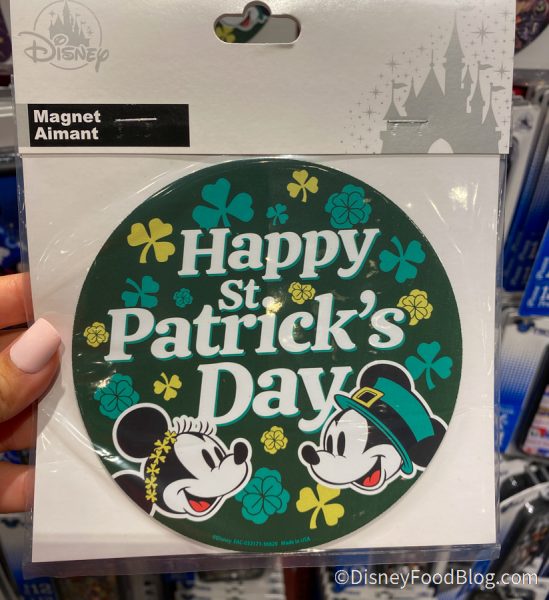 Disney
Magnet
Aimant
Happy
St
Patrick's
Day
©DisneyFoodBlog.com